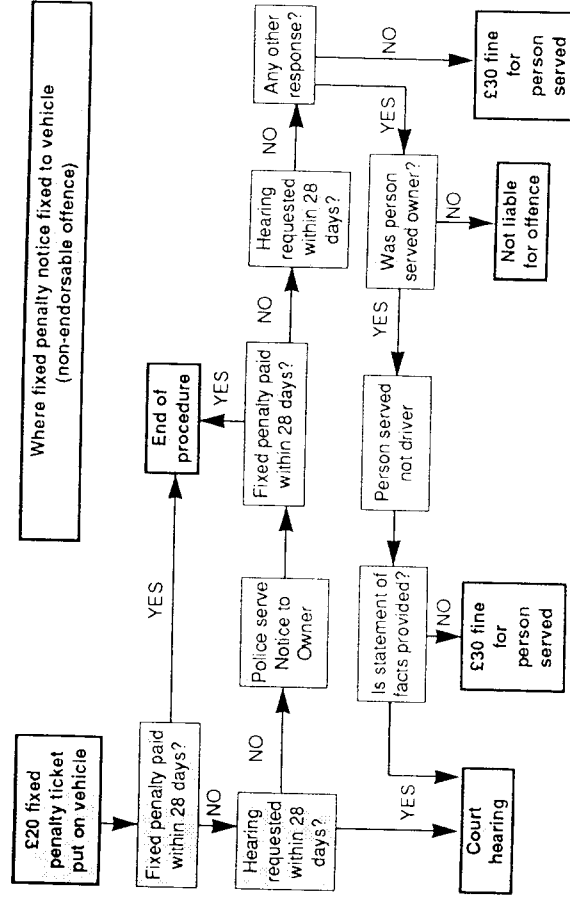 Where fixed penalty notice fixed to vehicle
(non-endorsable offence)
£20 fixed
penalty ticket
put on vehicle
Fixed penalty paid
within 28 days?
YES
End of
procedure
NO
Hearing
requested
within 28
days?
NO
Police serve
Notice to
Owner
Fixed penalty paid
within 28 days?
YES
NO
Hearing
requested
within 28
days?
NO
Any other
response?
NO
£30 fine
for
person
served
YES
Was person
served owner?
NO
Not liable
for offence
YES
Person served
not driver
Is statement of
facts provided?
NO
£30 fine
for
person
served
YES
Court
hearing